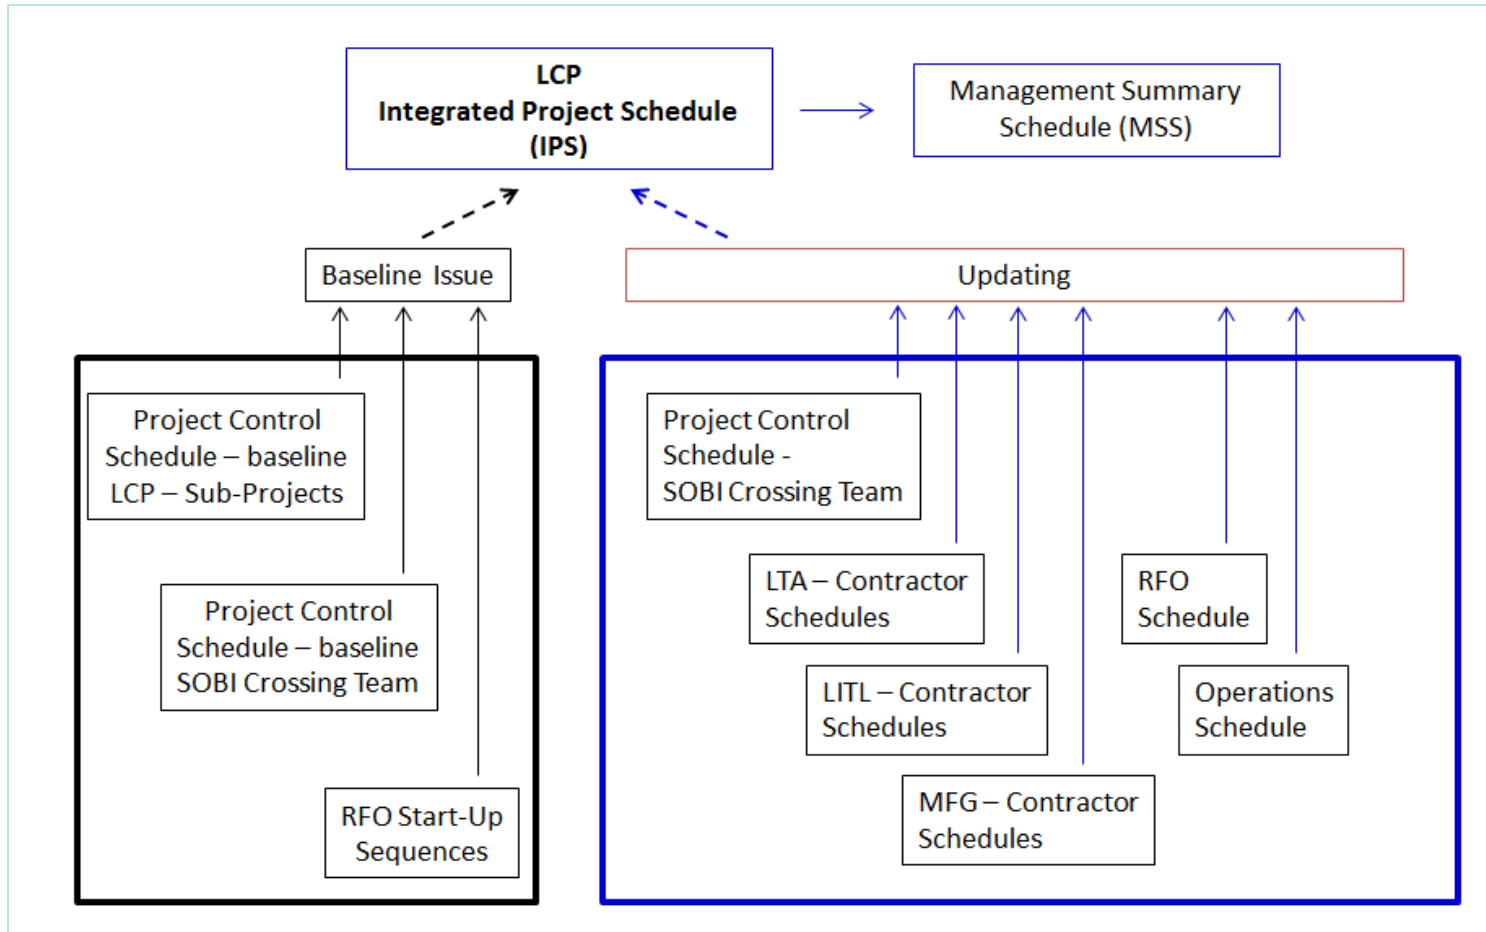 LCP
Integrated Project Schedule
(IPS)
Management Summary
Schedule (MSS)
Baseline Issue
Updating
Project Control
Schedule – baseline
LCP – Sub-Projects
Project Control
Schedule – baseline
SOBI Crossing Team
RFO Start-Up
Sequences
Project Control
Schedule -
SOBI Crossing Team
LTA – Contractor
Schedules
LITL – Contractor
Schedules
MFG – Contractor
Schedules
RFO
Schedule
Operations
Schedule